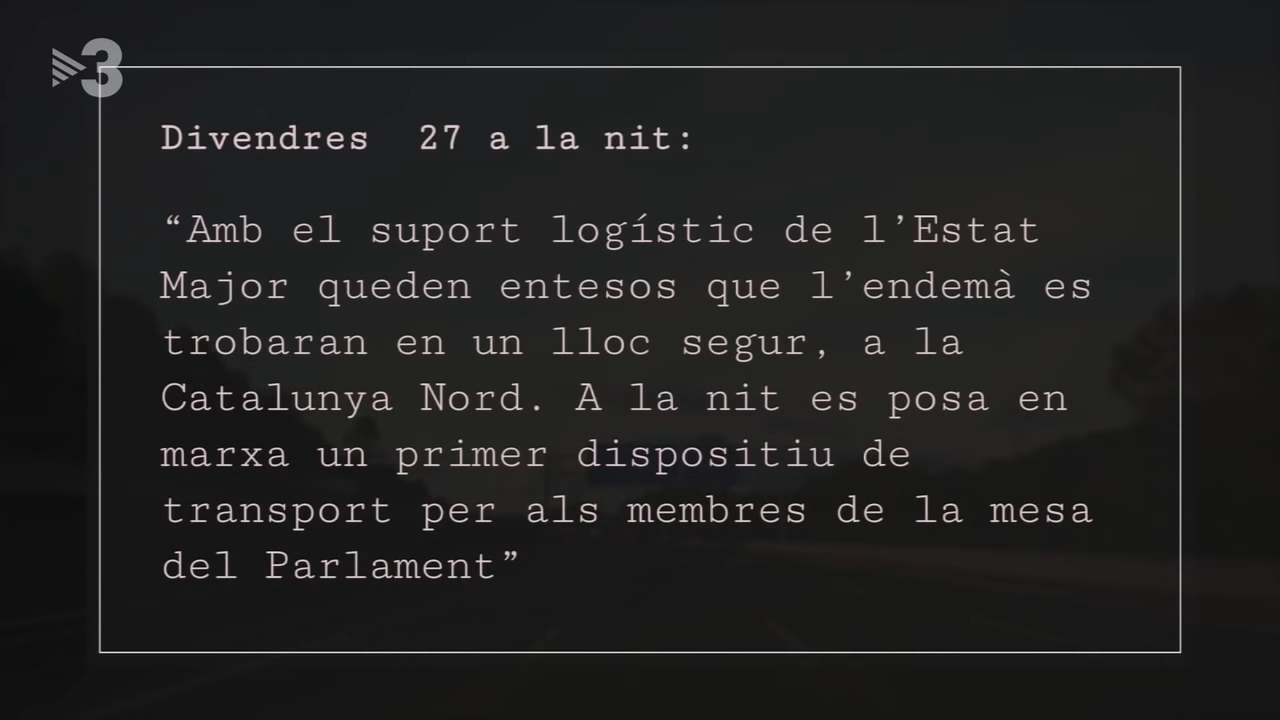 3
Divendres 27 a la nit:
“Amb el suport logístic de l’Estat
Major queden entesos que l’endemà es
trobaran en un lloc segur, a la
Catalunya Nord. A la nit es posa en
marxa un primer dispositiu de
transport per als membres de la mesa
del Parlament”